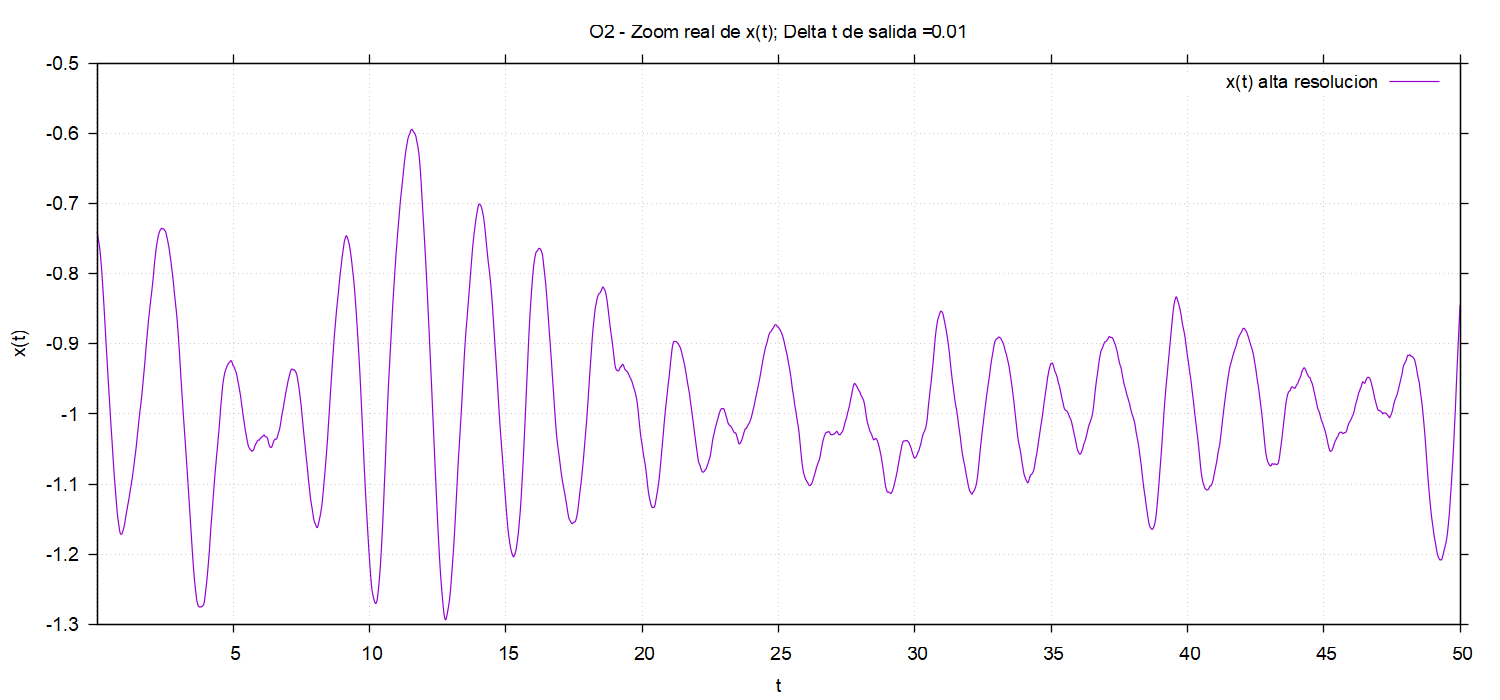 O2 - Zoom real de x(t); Delta t de salida =0.01
x(t) alta resolucion
-0.5
-0.6
-0.7
-0.8
-0.9
-1
-1.1
-1.2
-1.3
x(t)
5 10 15 20 25 30 35 40 45 50
t